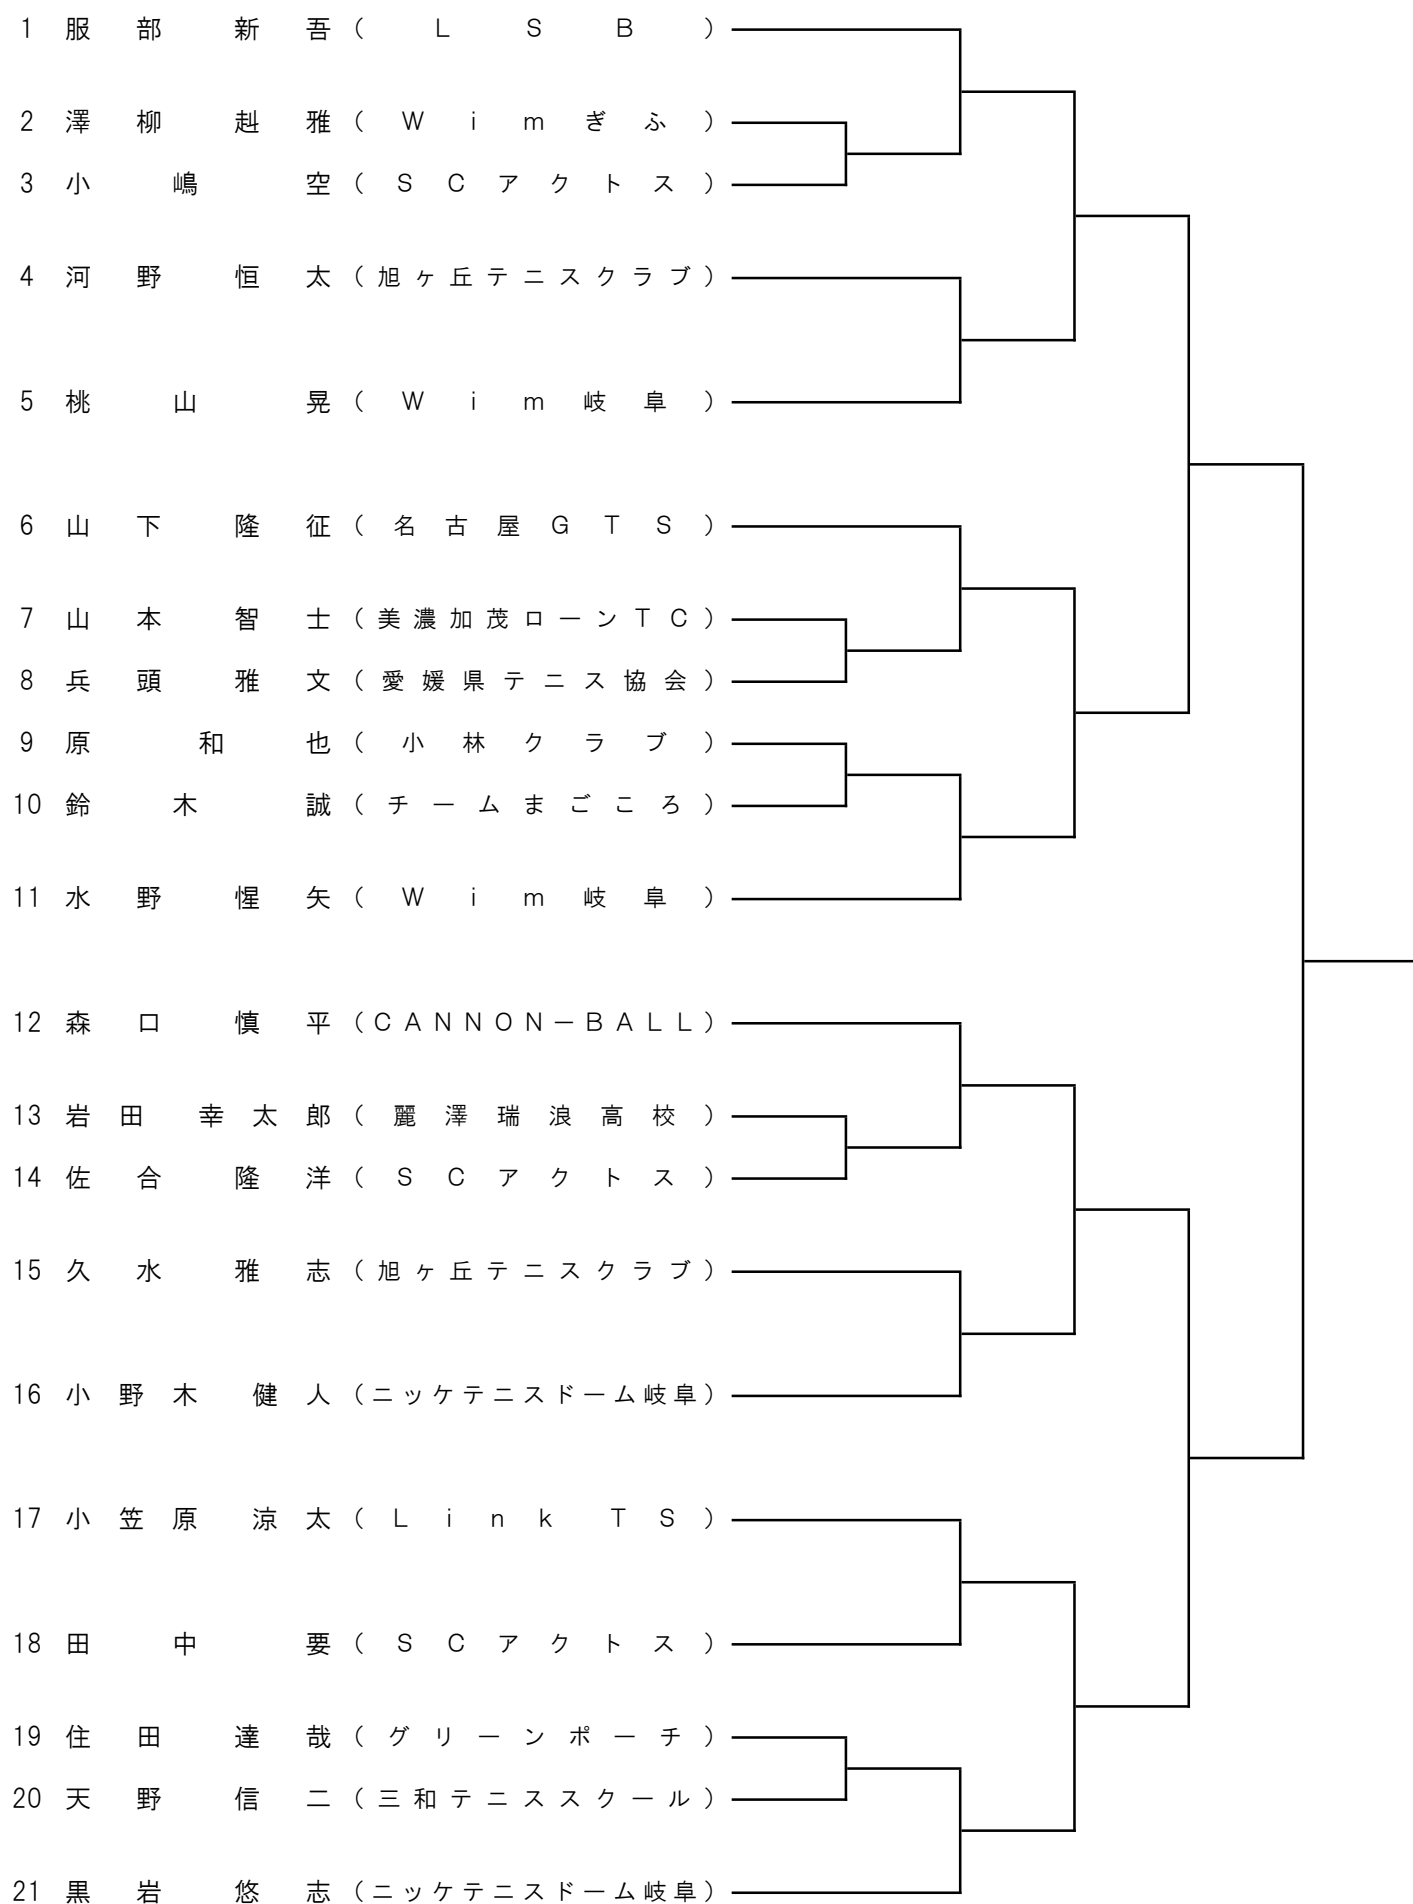 1 服部 新吾 (LSB)
2 澤柳 赳雅 (Wimぎふ)
3 小嶋 空 (SCアクトス)
4 河野 恒太 (旭ヶ丘テニスクラブ)
5 桃山 晃 (Wim岐阜)
6 山下 隆征 (名古屋GTS)
7 山本 智士 (美濃加茂ローンTC)
8 兵頭 雅文 (愛媛県テニス協会)
9 原 和也 (小林クラブ)
10 鈴木 誠 (チームまごころ)
11 水野 惺矢 (Wim岐阜)
12 森口 慎平 (CANNON-BALL)
13 岩田 幸太郎 (麗澤瑞浪高校)
14 佐合 隆洋 (SCアクトス)
15 久水 雅志 (旭ヶ丘テニスクラブ)
16 小野木 健人 (ニッケテニスドーム岐阜)
17 小笠原 涼太 (Link TS)
18 田中 要 (SCアクトス)
19 住田 達哉 (グリーンポーチ)
20 天野 信二 (三和テニススクール)
21 黒岩 悠志 (ニッケテニスドーム岐阜)